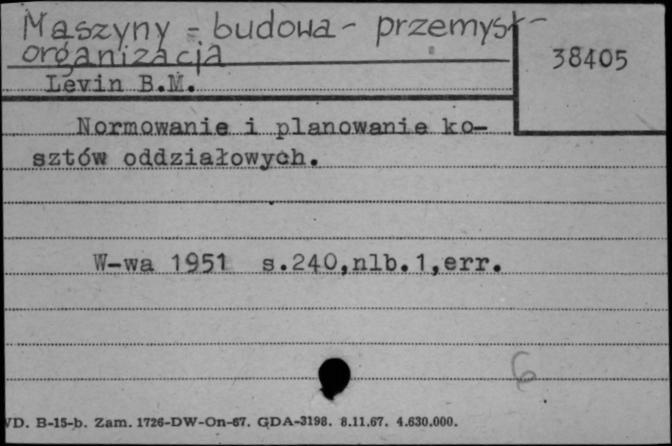 Maszyny - budowa - przemysł -
organizacja
38405
Levin B.M.
Normowanie i planowanie ko-
sztów oddziałowych.
W-wa 1951 s.240,nlb.1,err.
6
VD. B-15-b. Zam. 1726-DW-On-67. GDA-3198. 8.11.67. 4.630.000.